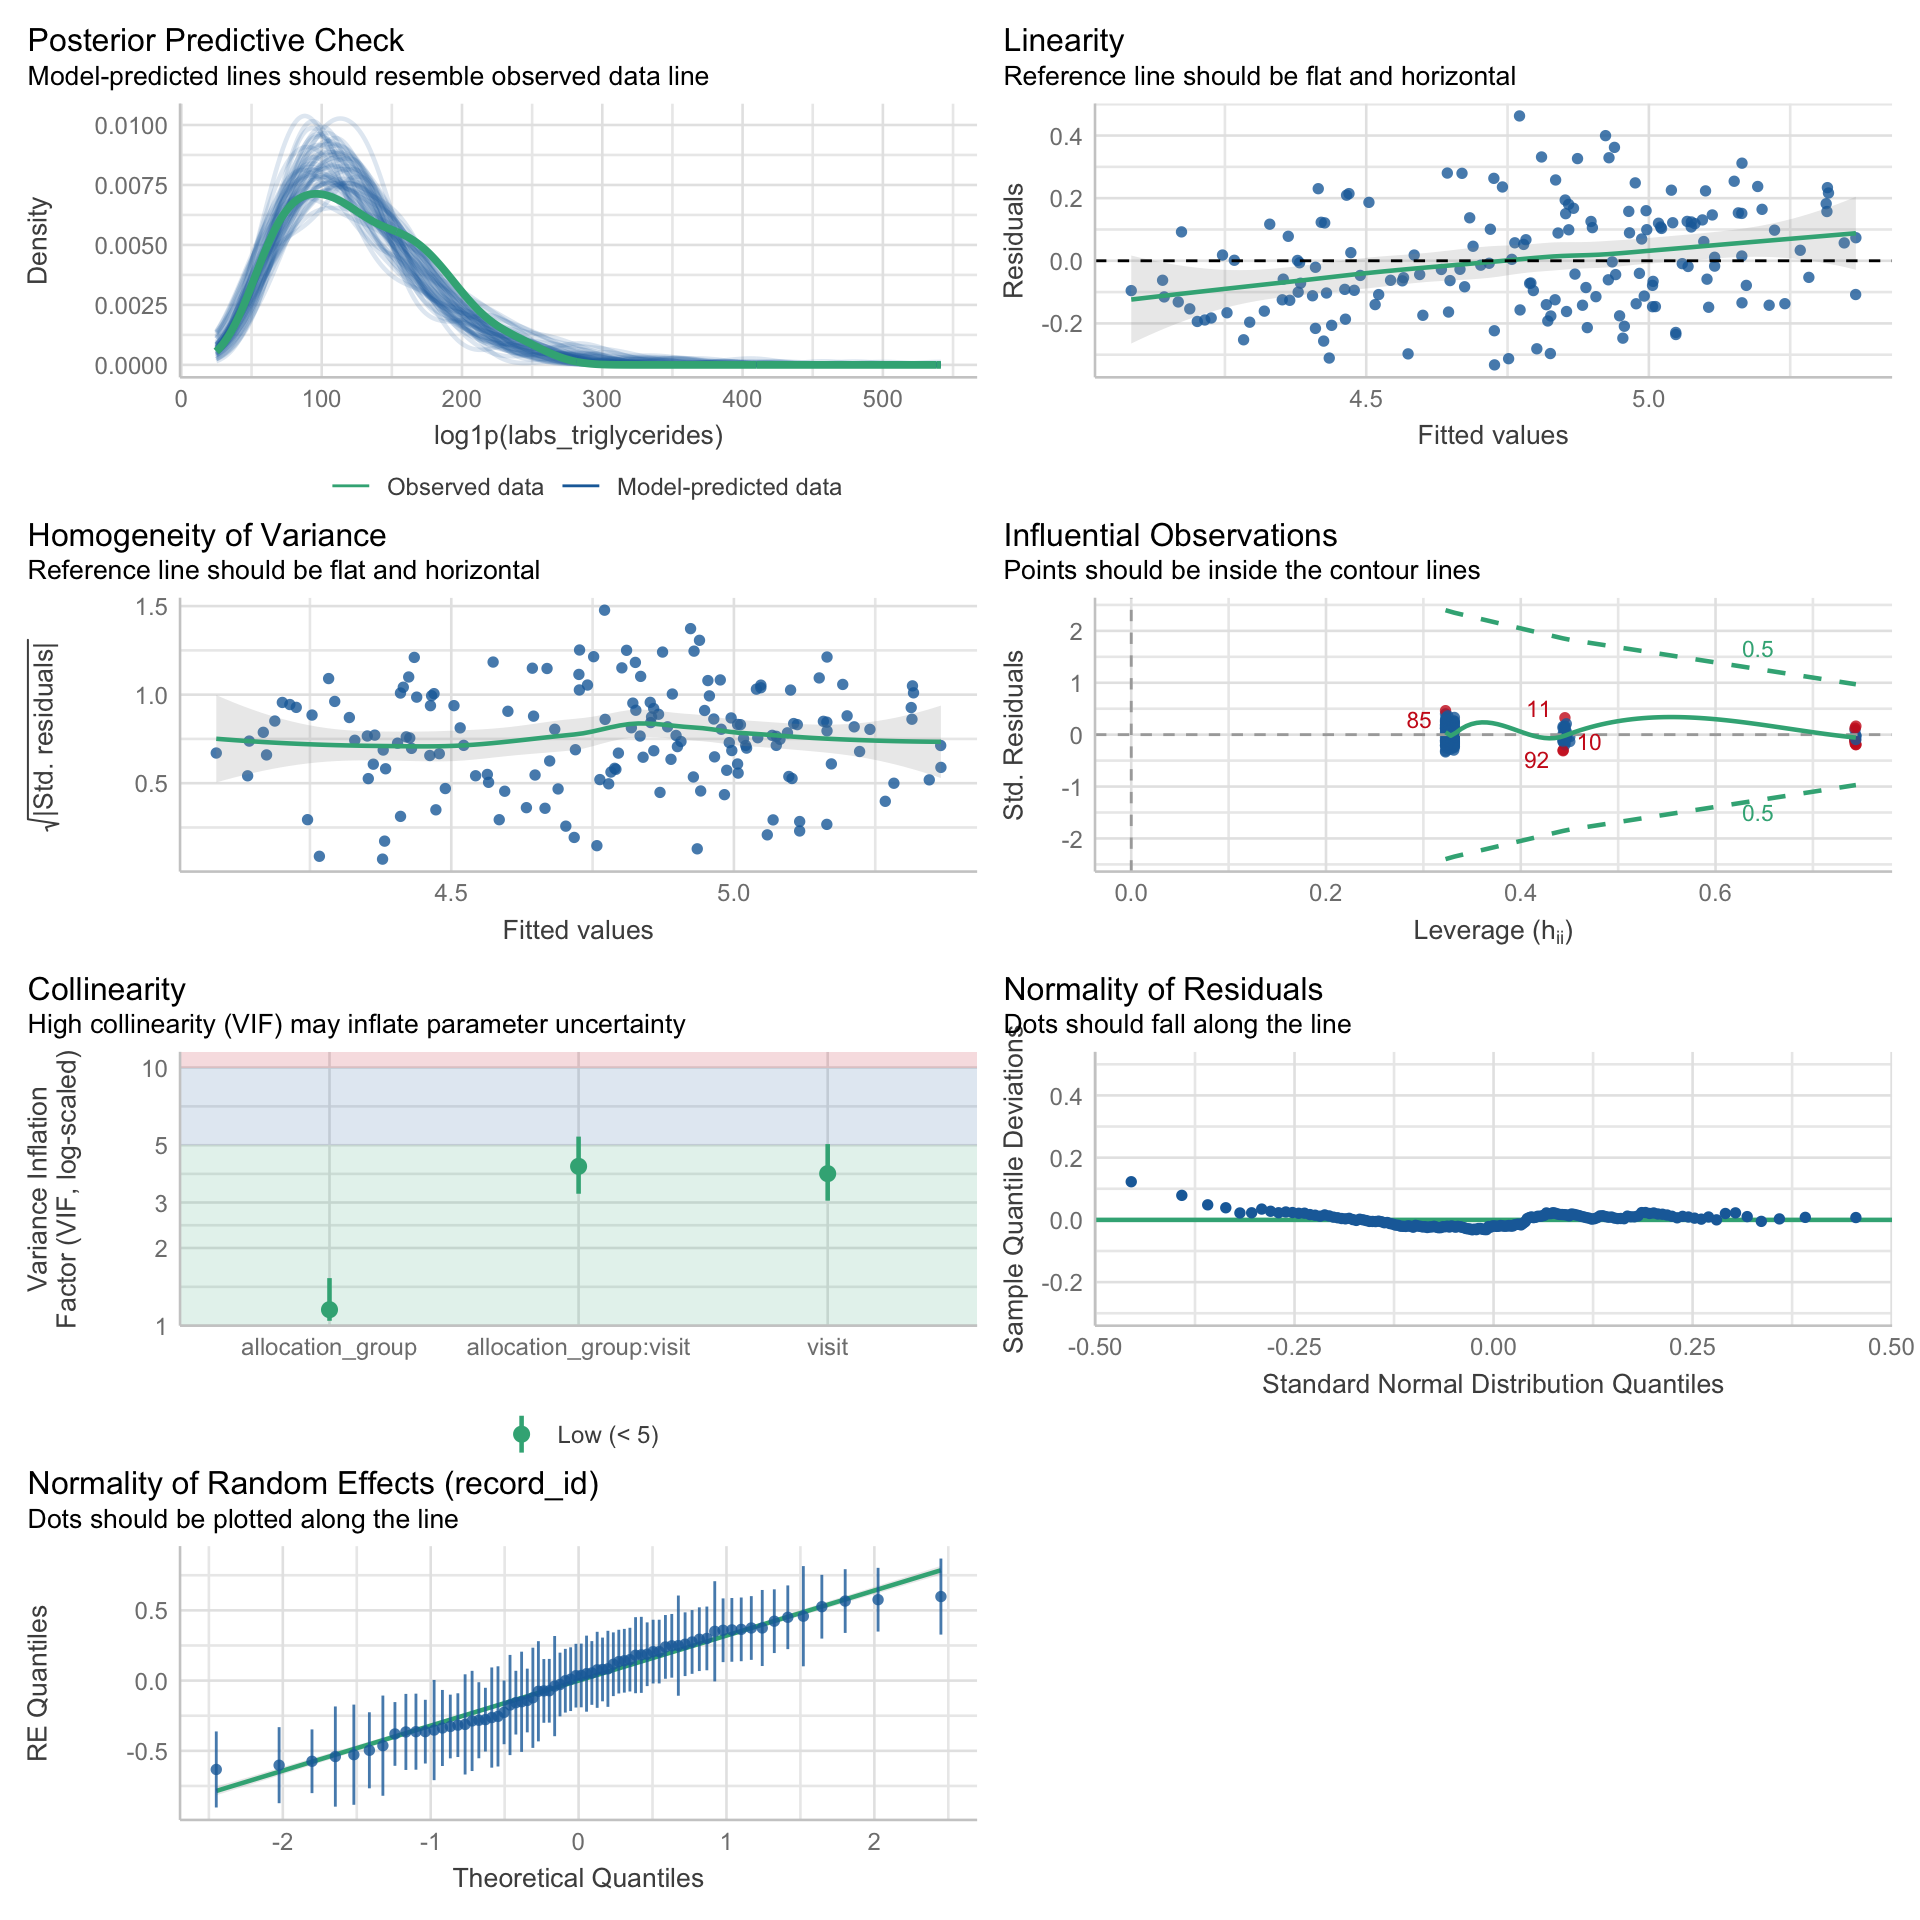 Posterior Predictive Check
Model-predicted lines should resemble observed data line
0.0100
0.0075
0.0050
0.0025
0.0000
Density
0
100
200
300
400
500
log1p(labs_triglycerides)
Observed data
Model-predicted data
Linearity
Reference line should be flat and horizontal
0.4
0.2
0.0
-0.2
Residuals
4.5
5.0
Fitted values
Homogeneity of Variance
Reference line should be flat and horizontal
1.5
1.0
0.5
√|Std. residuals|
4.5
5.0
Fitted values
Influential Observations
Points should be inside the contour lines
2
1
0
-1
-2
Std. Residuals
0.5
11
85
10
92
0.5
0.0
0.2
0.4
0.6
Leverage (hii)
Collinearity
High collinearity (VIF) may inflate parameter uncertainty
10
5
3
2
1
Variance Inflation
Factor (VIF, log-scaled)
allocation_group
allocation_group:visit
visit
Low (< 5)
Normality of Residuals
Dots should fall along the line
0.4
0.2
0.0
-0.2
Sample Quantile Deviations
-0.50
-0.25
0.00
0.25
0.50
Standard Normal Distribution Quantiles
Normality of Random Effects (record_id)
Dots should be plotted along the line
0.5
0.0
-0.5
RE Quantiles
-2
-1
0
1
2
Theoretical Quantiles